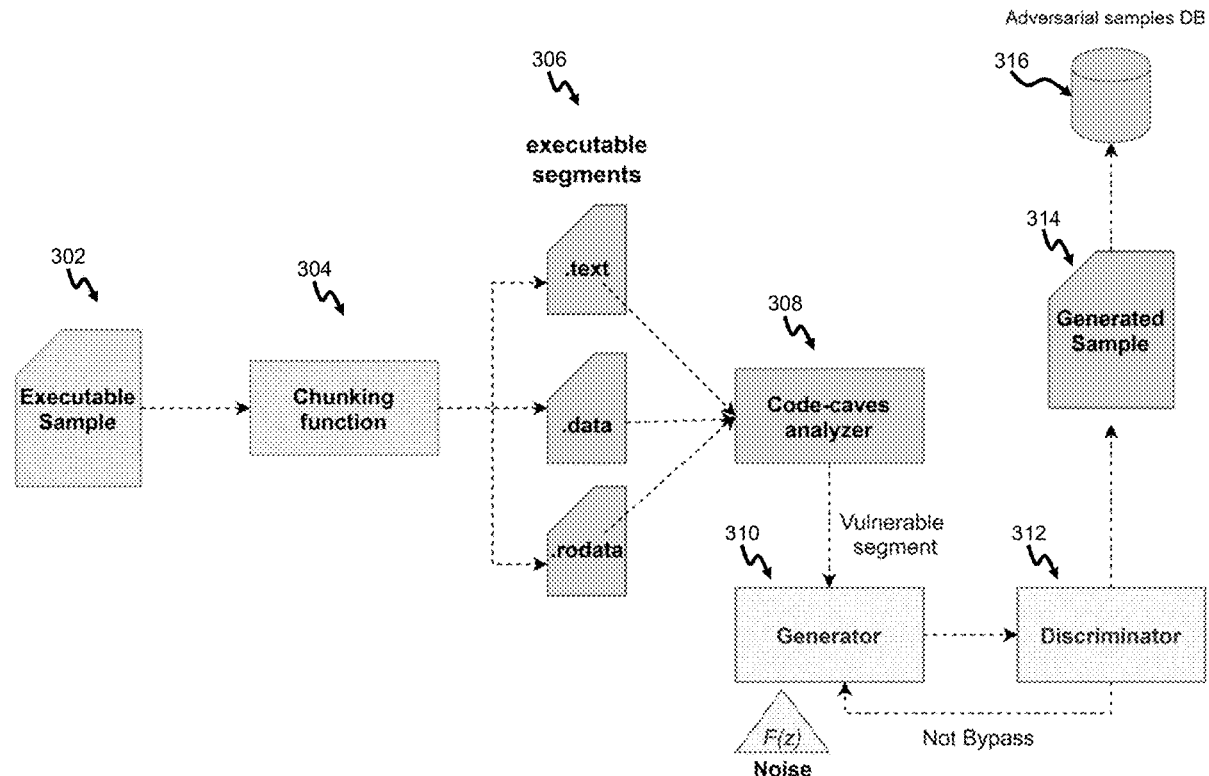 Adversarial samples DB
316
306
executable
segments
314
302
304
.text
308
Generated
Sample
Executable
Sample
Chunking
function
.data
Code-caves
analyzer
.rodata
310
Vulnerable
segment
312
Generator
Discriminator
F(z)
Noise
Not Bypass